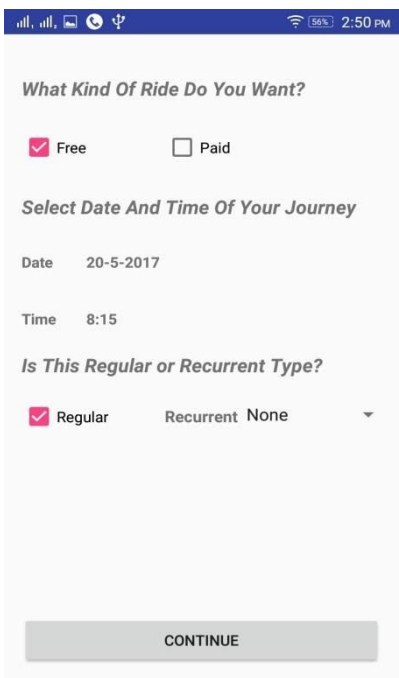 56% 2:50 PM
What Kind Of Ride Do You Want?
Free Paid
Select Date And Time Of Your Journey
Date 20-5-2017
Time 8:15
Is This Regular or Recurrent Type?
Regular Recurrent None
CONTINUE